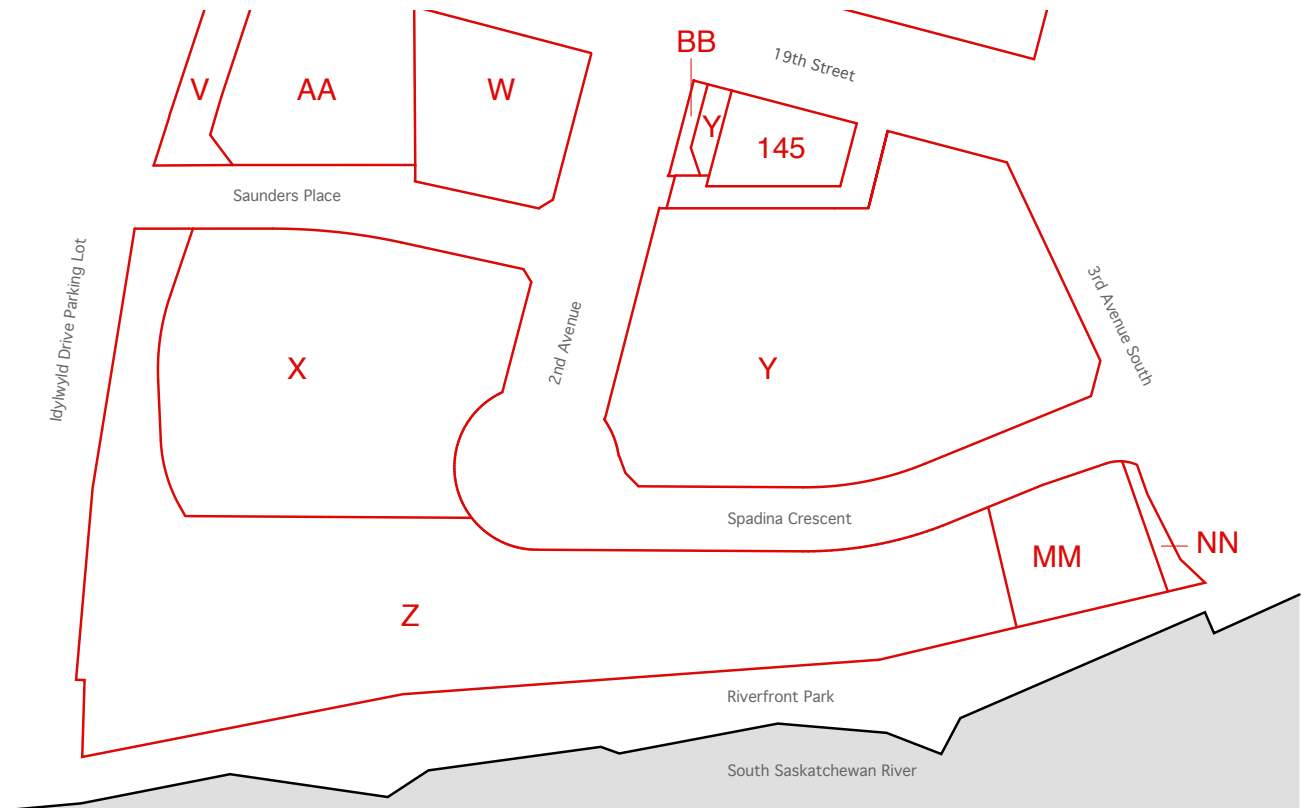 BB
19th Street
V
AA
W
Y
145
Saunders Place
Idylwyld Drive Parking Lot
X
2nd Avenue
Y
3rd Avenue South
Spadina Crescent
MM
NN
Z
Riverfront Park
South Saskatchewan River